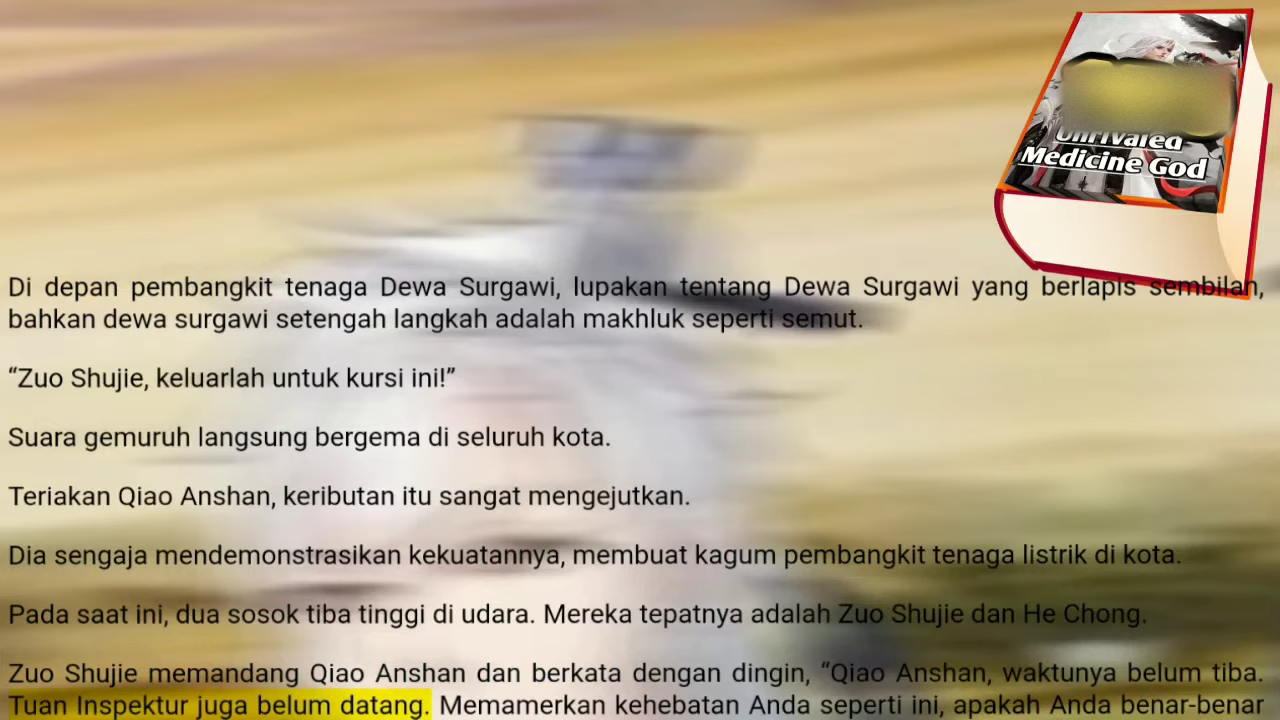 Unrivaled
Medicine God
Di depan pembangkit tenaga Dewa Surgawi, lupakan tentang Dewa Surgawi yang berlapis sembilan,
bahkan dewa surgawi setengah langkah adalah makhluk seperti semut.
“Zuo Shujie, keluarlah untuk kursi ini!”
Suara gemuruh langsung bergema di seluruh kota.
Teriakan Qiao Anshan, keributan itu sangat mengejutkan.
Dia sengaja mendemonstrasikan kekuatannya, membuat kagum pembangkit tenaga listrik di kota.
Pada saat ini, dua sosok tiba tinggi di udara. Mereka tepatnya adalah Zuo Shujie dan He Chong.
Zuo Shujie memandang Qiao Anshan dan berkata dengan dingin, “Qiao Anshan, waktunya belum tiba.
Tuan Inspektur juga belum datang. Memamerkan kehebatan Anda seperti ini, apakah Anda benar-benar